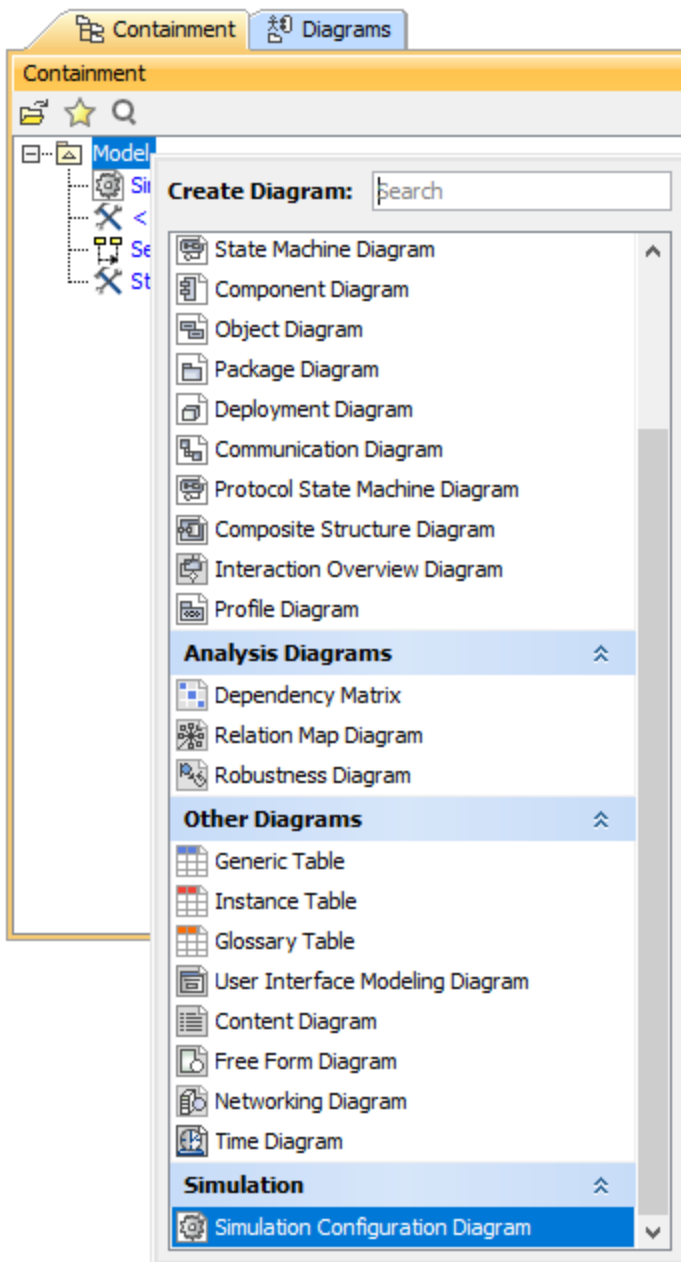 Containment
Diagrams
Containment
Model
Create Diagram:
Search
<
State Machine Diagram
Component Diagram
Object Diagram
Package Diagram
Deployment Diagram
Communication Diagram
Protocol State Machine Diagram
Composite Structure Diagram
Interaction Overview Diagram
Profile Diagram
Analysis Diagrams
Dependency Matrix
Relation Map Diagram
Robustness Diagram
Other Diagrams
Generic Table
Instance Table
Glossary Table
User Interface Modeling Diagram
Content Diagram
Free Form Diagram
Networking Diagram
Time Diagram
Simulation
Simulation Configuration Diagram